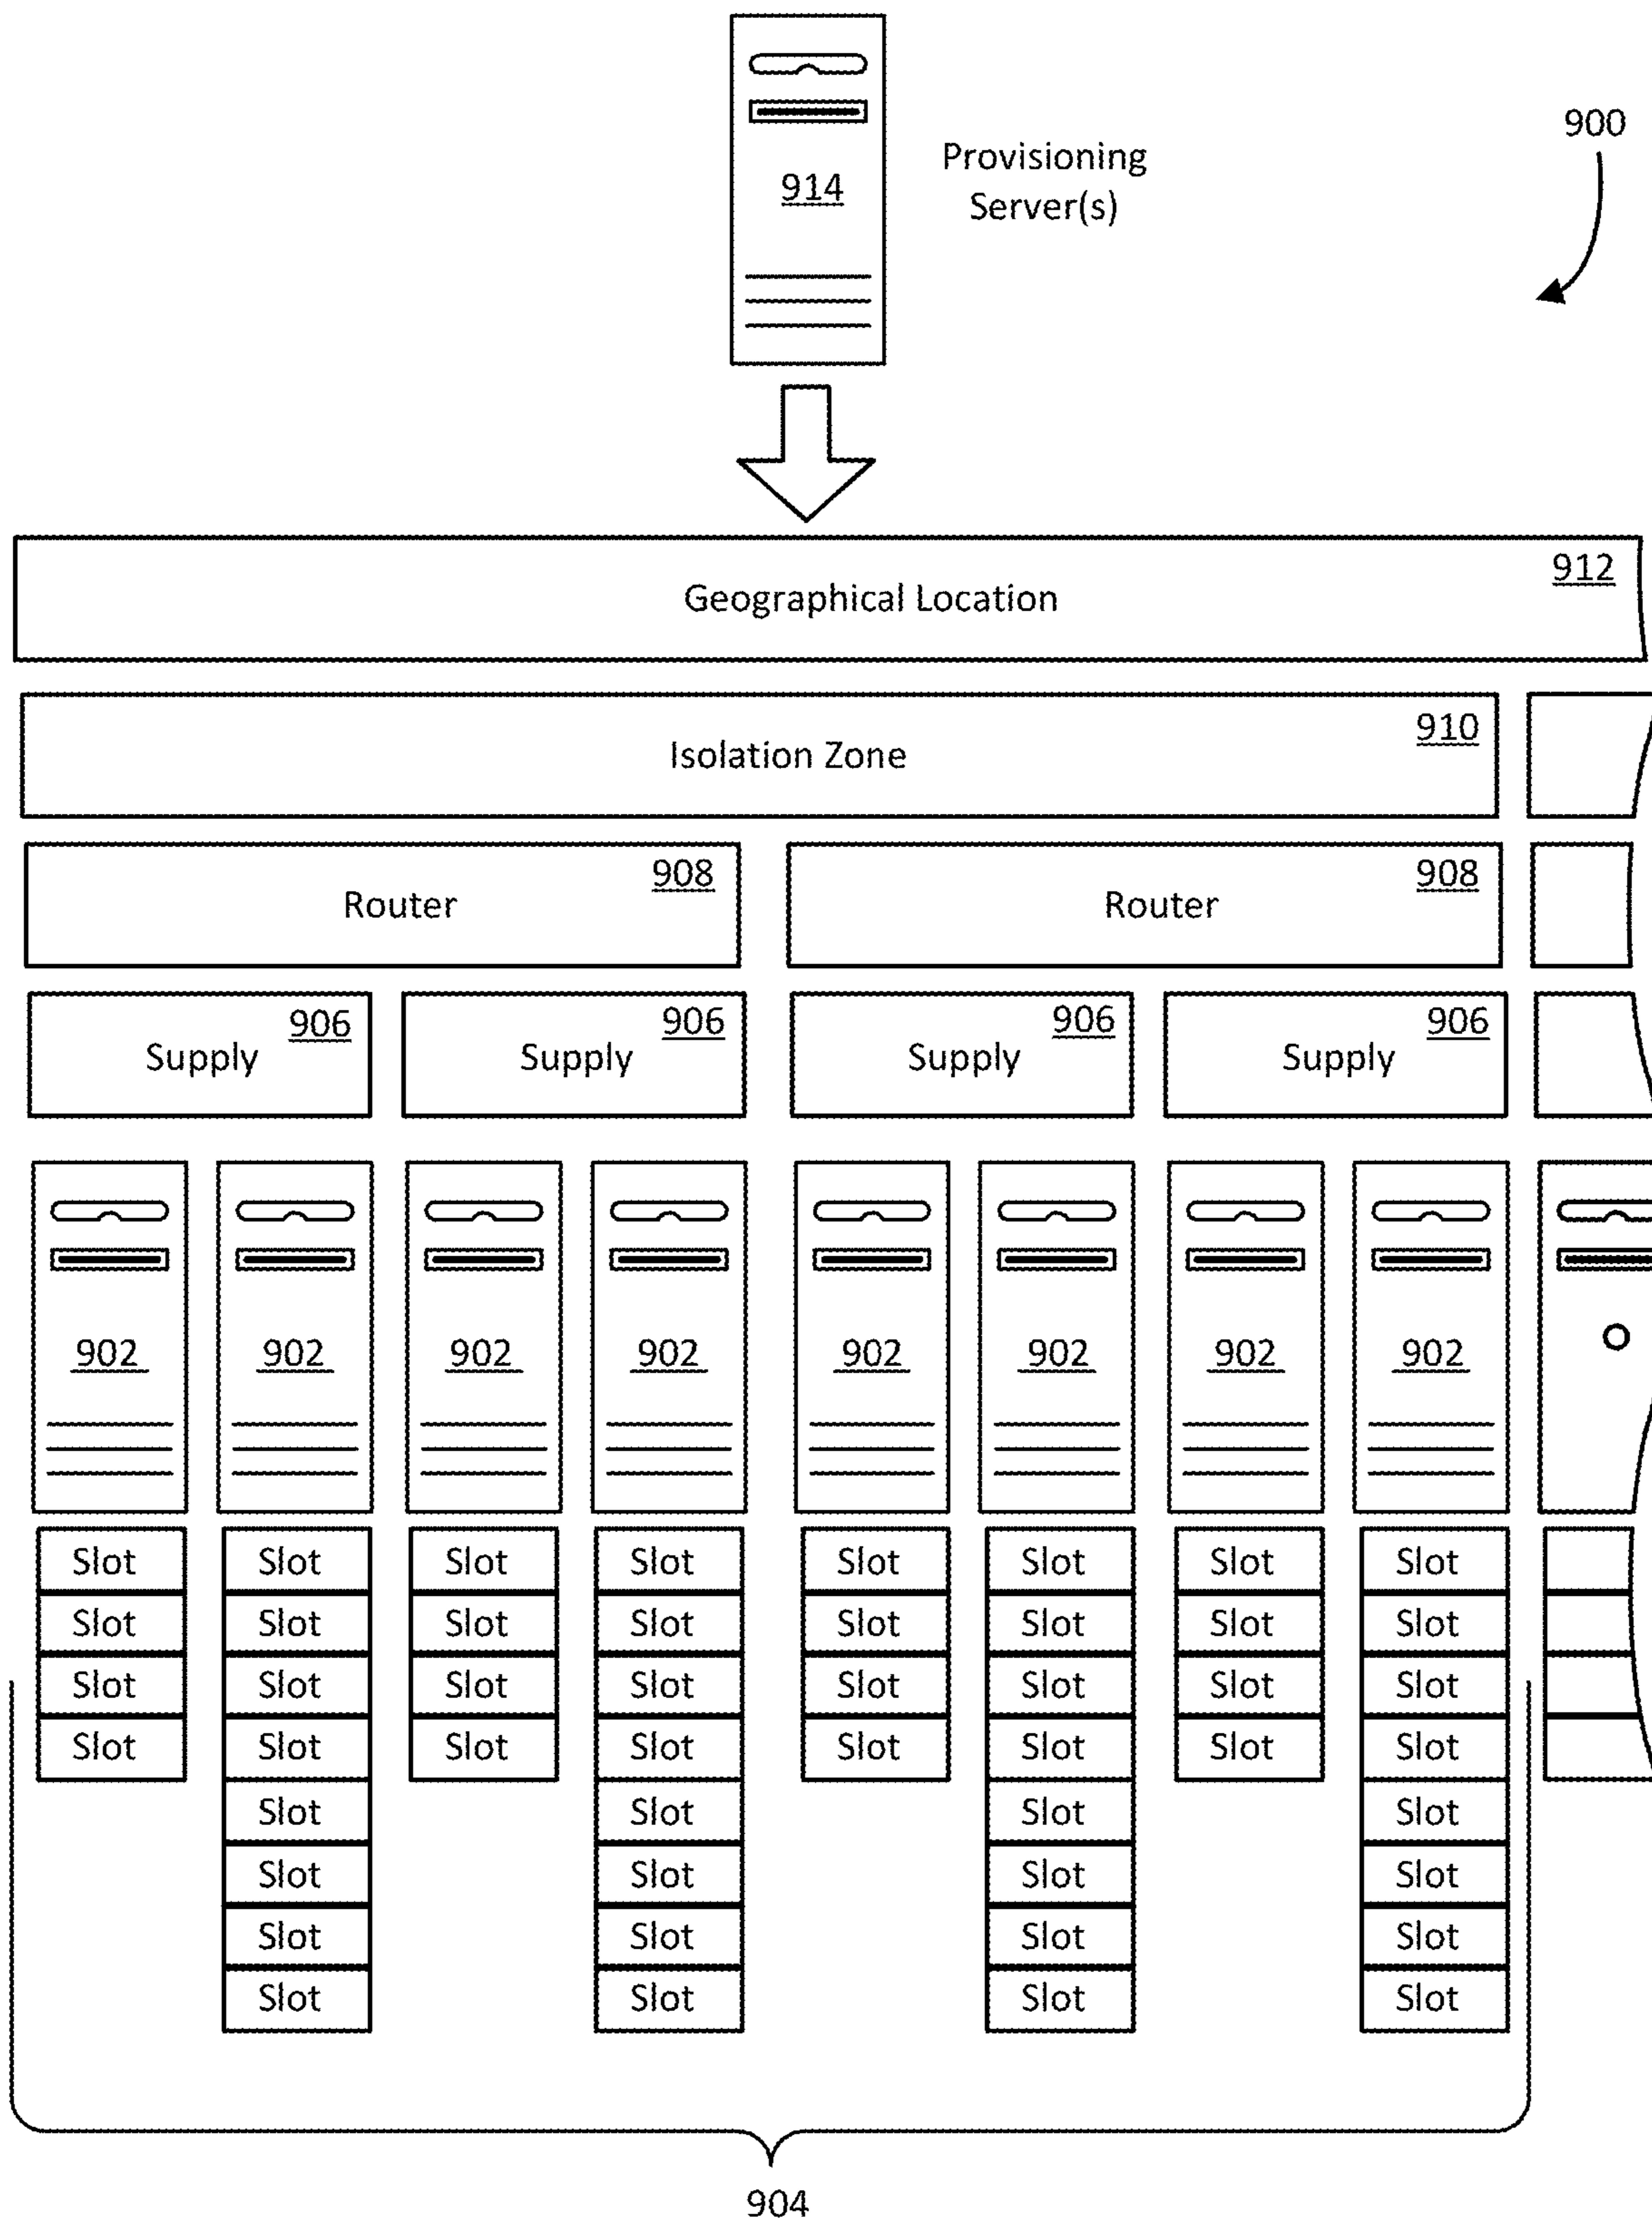 900
Provisioning
Server(s)
914
912
Geographical Location
910
Isolation Zone
908 908
Router Router
906 906 906 906
Supply Supply Supply Supply
902 902 902 902 902 902 902 902
Slot Slot Slot Slot Slot Slot Slot Slot
Slot Slot Slot Slot Slot Slot Slot Slot
Slot Slot Slot Slot Slot Slot Slot Slot
Slot Slot Slot Slot Slot Slot Slot Slot
Slot Slot Slot Slot
Slot Slot Slot Slot
Slot Slot Slot Slot
Slot Slot Slot Slot
904